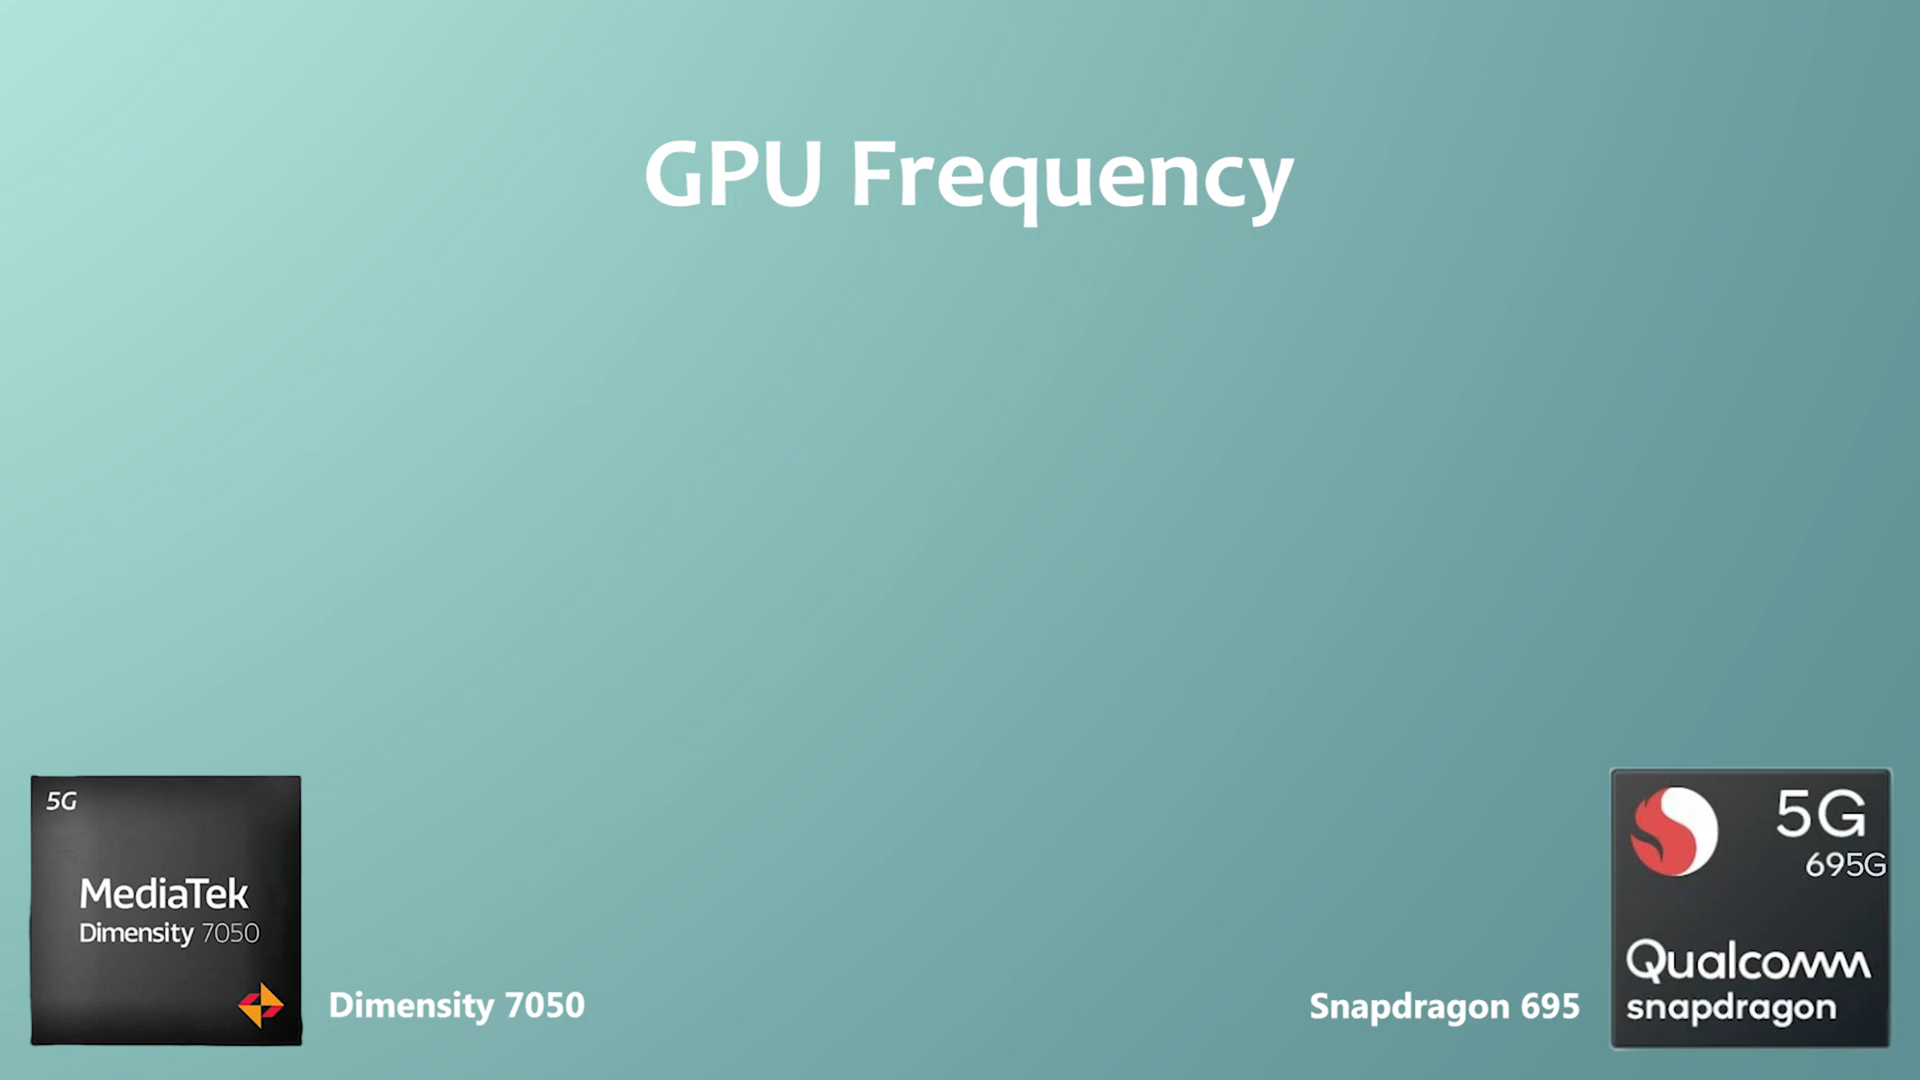 GPU Frequency
5G
MediaTek
Dimensity 7050
Dimensity 7050
Snapdragon 695
5G
695G
Qualcomm
snapdragon